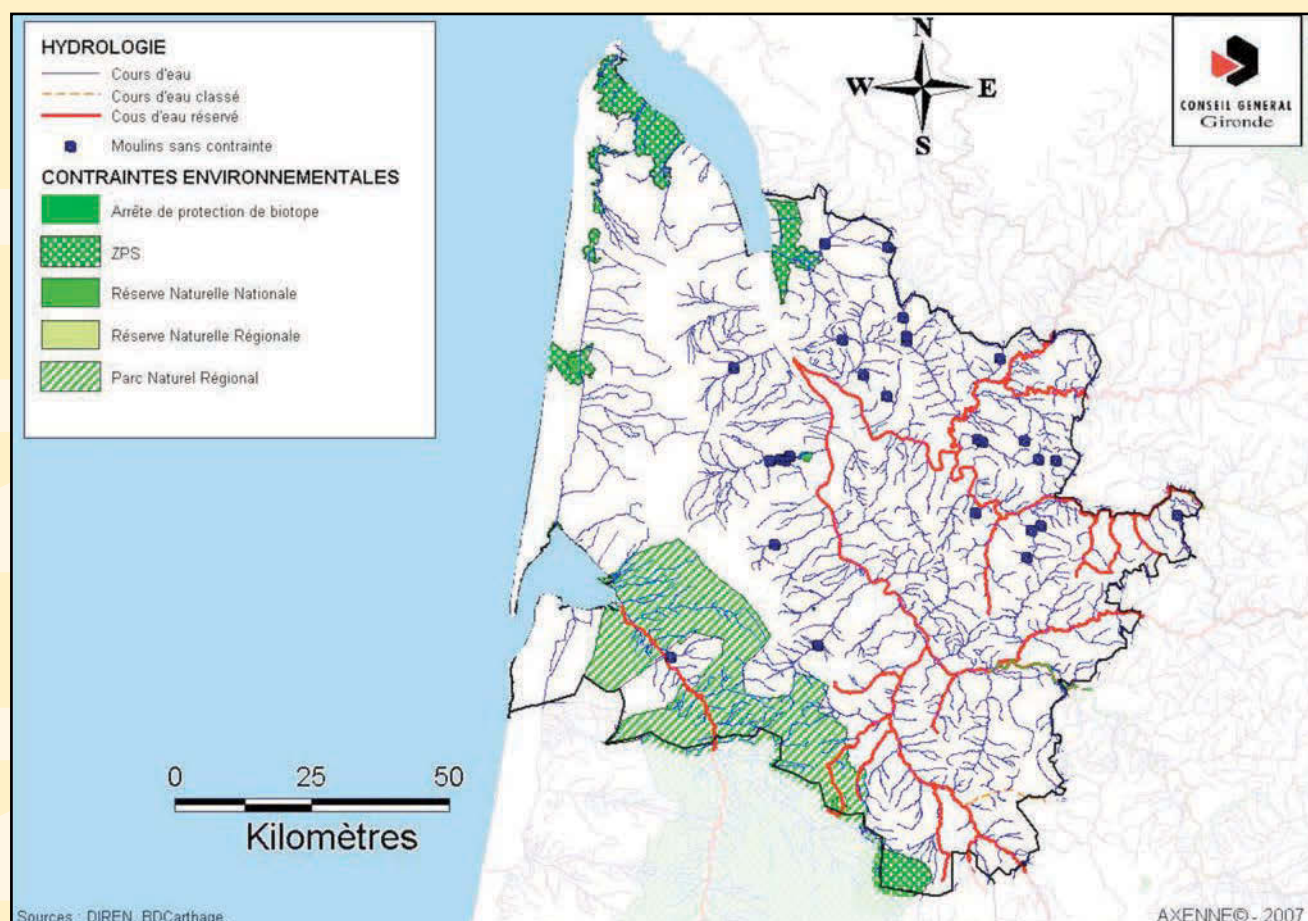 HYDROLOGIE
Cours d'eau
Cours d'eau classé
Cous d'eau réservé
Moulins sans contrainte
CONTRAINTES ENVIRONNEMENTALES
Arrête de protection de biotope
ZPS
Réserve Naturelle Nationale
Réserve Naturelle Régionale
Parc Naturel Régional
N
W E
S
CONSEIL GENERAL
Gironde
0 25 50
Kilomètres
Sources : DIREN, BDCarthage
AXENNE© - 2007